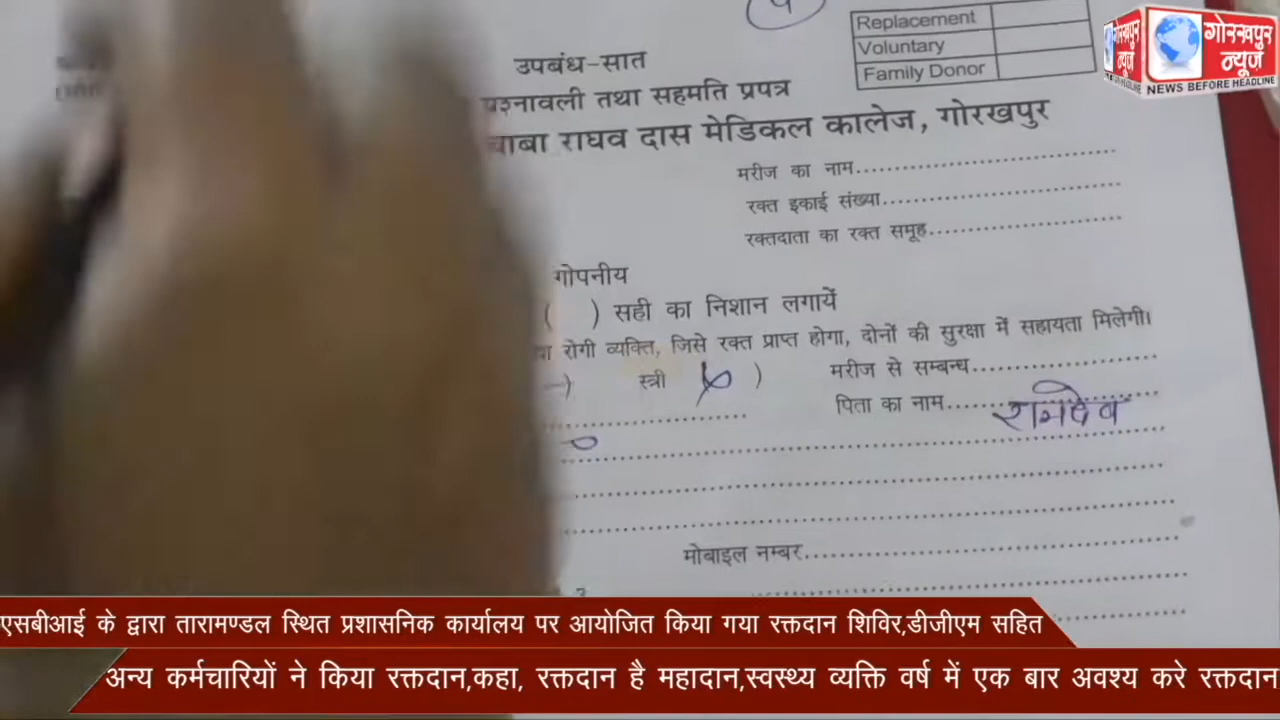 Replacement
Voluntary
Family Donor
गोरखपुर
न्यूज
NEWS BEFORE HEADLINE
उपबंध-सात
प्रश्नावली तथा सहमति प्रपत्र
बाबा राघव दास मेडिकल कालेज, गोरखपुर
मरीज का नाम
रक्त इकाई संख्या
रक्तदाता का रक्त समूह
गोपनीय
( ) सही का निशान लगायें
रोगी व्यक्ति, जिसे रक्त प्राप्त होगा, दोनों की सुरक्षा में सहायता मिलेगी।
स्त्री ) मरीज से सम्बन्ध
पिता का नाम रामदेव
मोबाइल नम्बर
एसबीआई के द्वारा तारामण्डल स्थित प्रशासनिक कार्यालय पर आयोजित किया गया रक्तदान शिविर,डीजीएम सहित
अन्य कर्मचारियों ने किया रक्तदान,कहा, रक्तदान है महादान,स्वस्थ्य व्यक्ति वर्ष में एक बार अवश्य करे रक्तदान